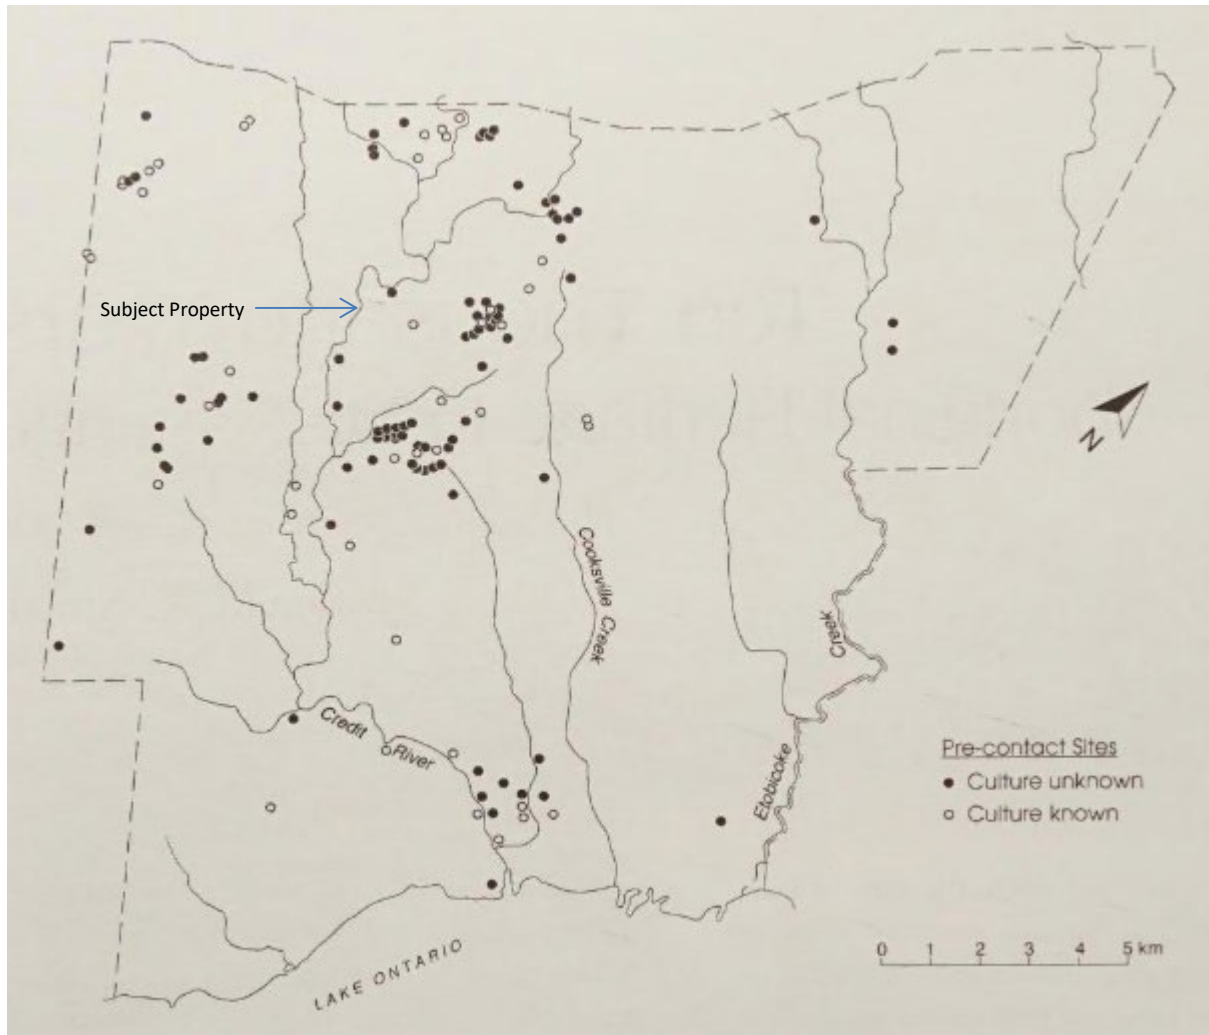 Subject Property
N
Cooksville Creek
Creek
Credit
River
Etobicoke
Pre-contact Sites
Culture unknown
Culture known
0 1 2 3 4 5 km
LAKE ONTARIO